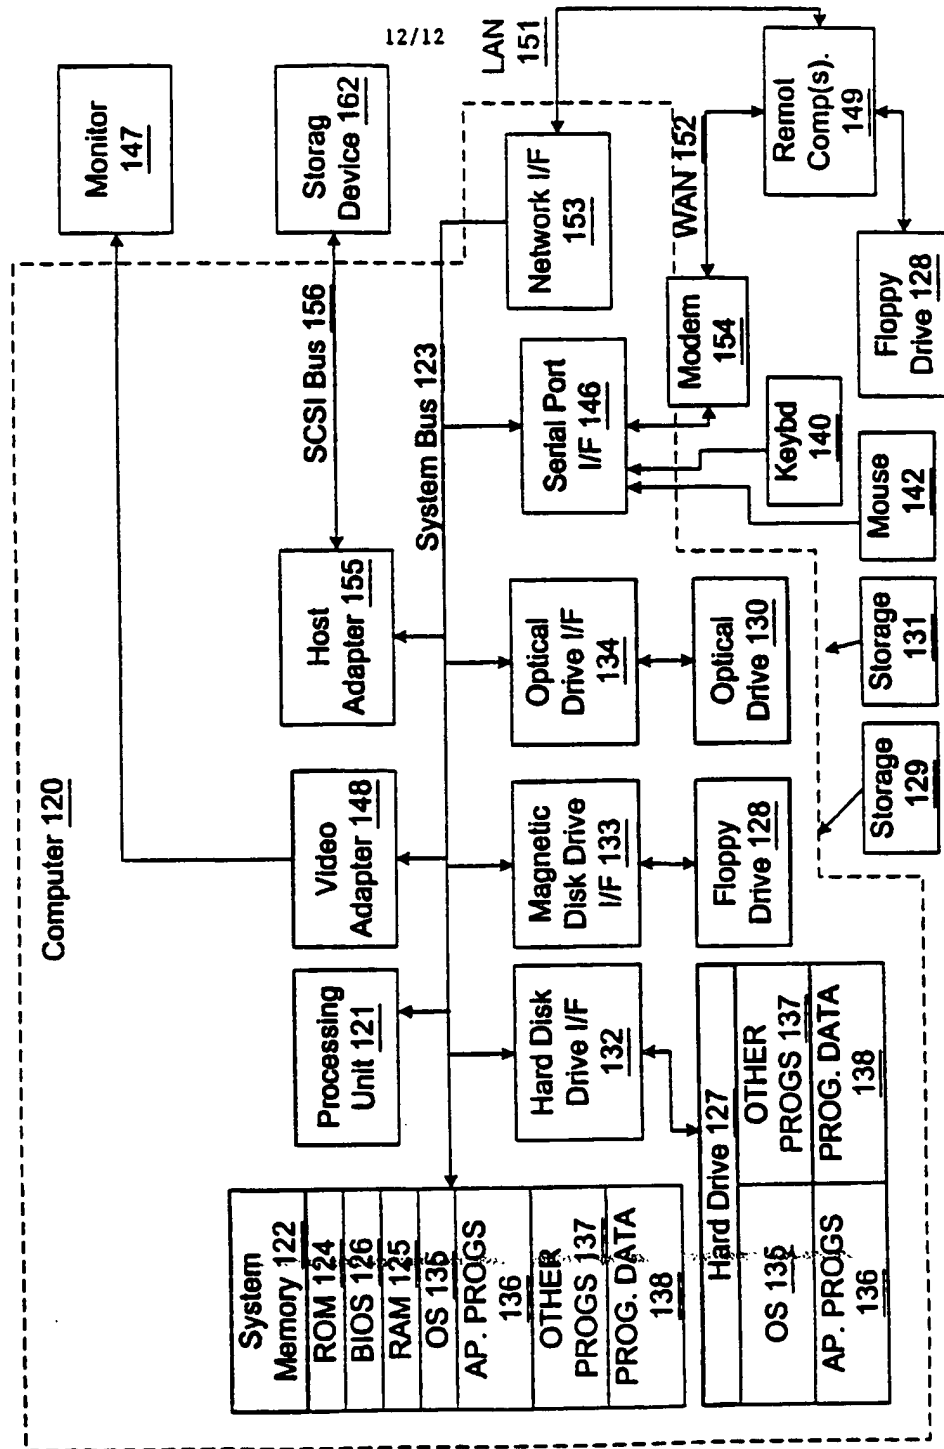 12/12
Computer 120
Monitor
147
Storag
Device 162
SCSI Bus 156
System Bus 123
Processing
Unit 121
Video
Adapter 148
Host
Adapter 155
LAN
151
System
Memory 122
ROM 124
BIOS 126
RAM 125
OS 135
AP. PROGS
136
OTHER
PROGS 137
PROG. DATA
138
Hard Disk
Drive I/F
132
Magnetic
Disk Drive
I/F 133
Optical
Drive I/F
134
Serial Port
I/F 146
Network I/F
153
Hard Drive 127
OS 135
OTHER
PROGS 137
AP. PROGS
136
PROG. DATA
138
Floppy
Drive 128
Optical
Drive 130
Modem
154
WAN 152
Remot
Comp(s).
149
Storage
129
Storage
131
Mouse
142
Keybd
140
Floppy
Drive 128